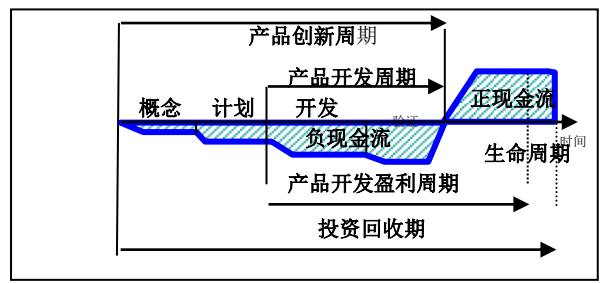 产品创新周期
产品开发周期
概念 计划 开发
正现金流
验证
负现金流
时间
生命周期
产品开发盈利周期
投资回收期